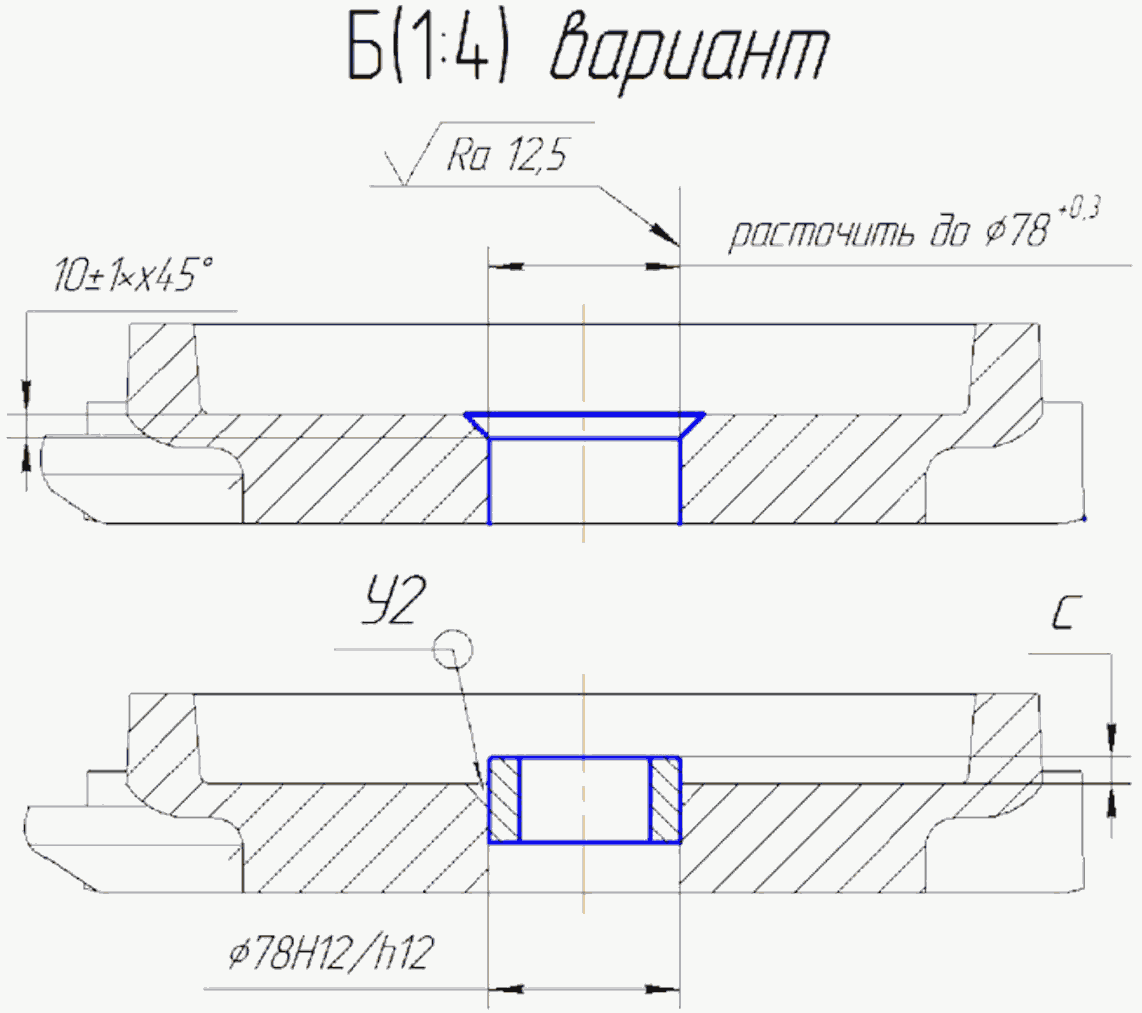 Б(1:4) вариант
Ra 12,5
расточить до ⌀78 +0,3
10±1×х45°
У2
С
⌀78H12/h12